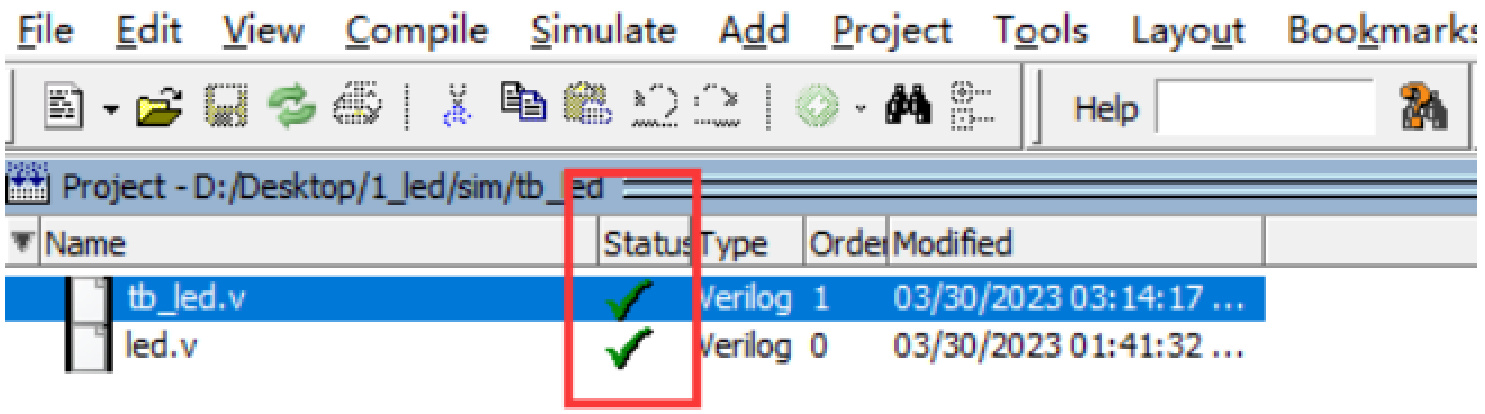 File Edit View Compile Simulate Add Project Tools Layout Bookmarks
Help
Project - D:/Desktop/1_led/sim/tb_led
Name Status Type Order Modified
tb_led.v Verilog 1 03/30/2023 03:14:17 ...
led.v Verilog 0 03/30/2023 01:41:32 ...